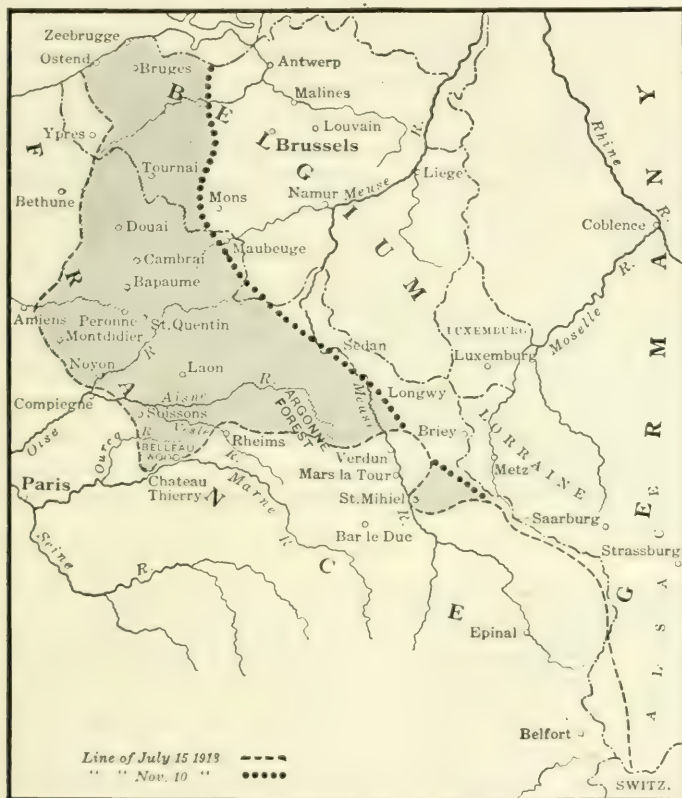 Zeebrugge
Ostend
Bruges
Antwerp
Malines
BELGIUM
Ypres
Louvain
Brussels
Rhine R.
Tournai
Liege
Bethune
Mons
Namur
Meuse R.
Coblence
Douai
Maubeuge
Cambrai
Bapaume
Moselle R.
Amiens
Peronne
St. Quentin
Montdidier
Sedan
LUXEMBURG
Luxemburg
Noyon
Laon
Longwy
Aisne R.
Meuse
Compiegne
ARGONNE
FOREST
Soissons
Briey
LORRAINE
Oise R.
Vesle R.
Rheims
Ourcq R.
BELLEAU
WOOD
Verdun
Metz
Mars la Tour
Paris
Chateau
Thierry
Marne R.
St. Mihiel
R.
Saarburg
Bar le Duc
Strassburg
Seine R.
FRANCE
GERMANY
ALSACE
Epinal
Belfort
Line of July 15 1918
" " Nov. 10 "
SWITZ.